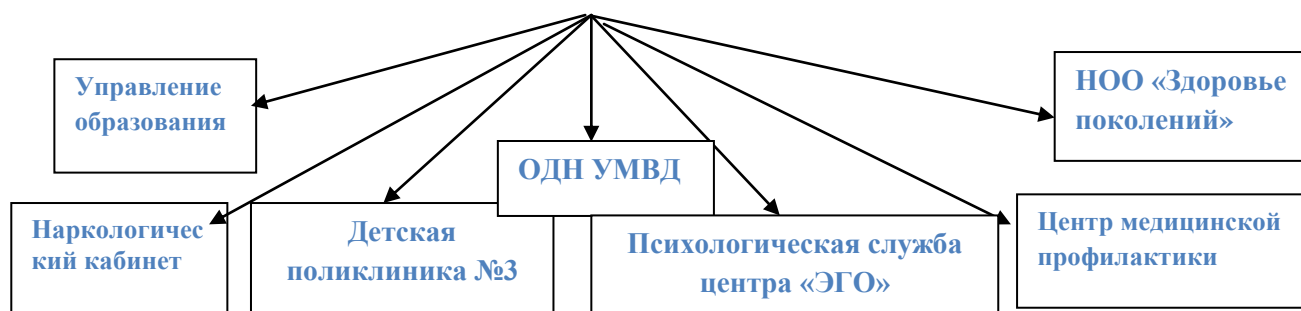 Управление
образования
НОО «Здоровье
поколений»
ОДН УМВД
Наркологичес
кий кабинет
Детская
поликлиника №3
Психологическая служба
центра «ЭГО»
Центр медицинской
профилактики